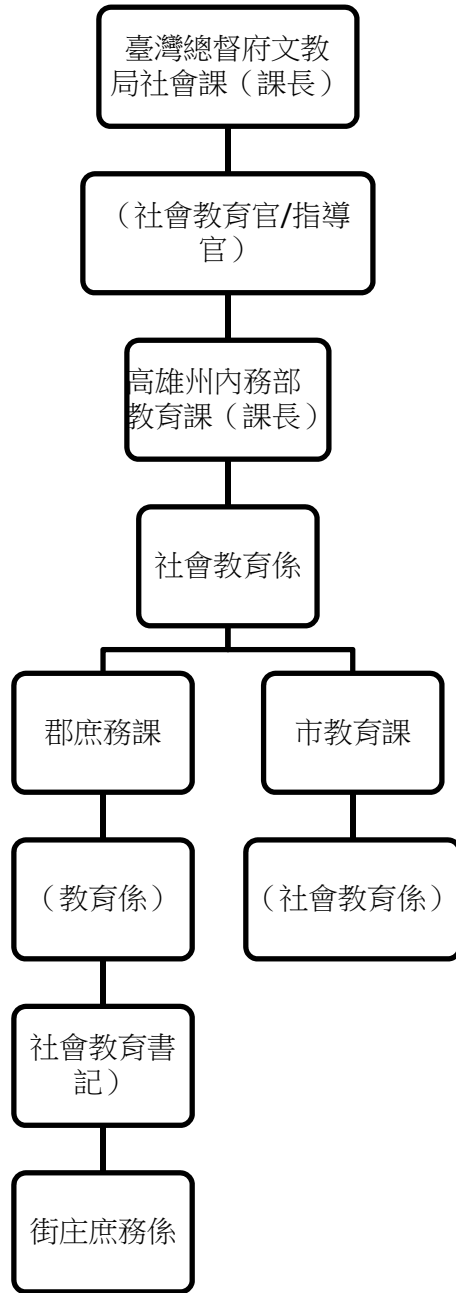 臺灣總督府文教
局社會課（課長）
（社會教育官/指導
官）
高雄州內務部
教育課（課長）
社會教育係
郡庶務課
市教育課
（教育係）
（社會教育係）
社會教育書
記）
街庄庶務係